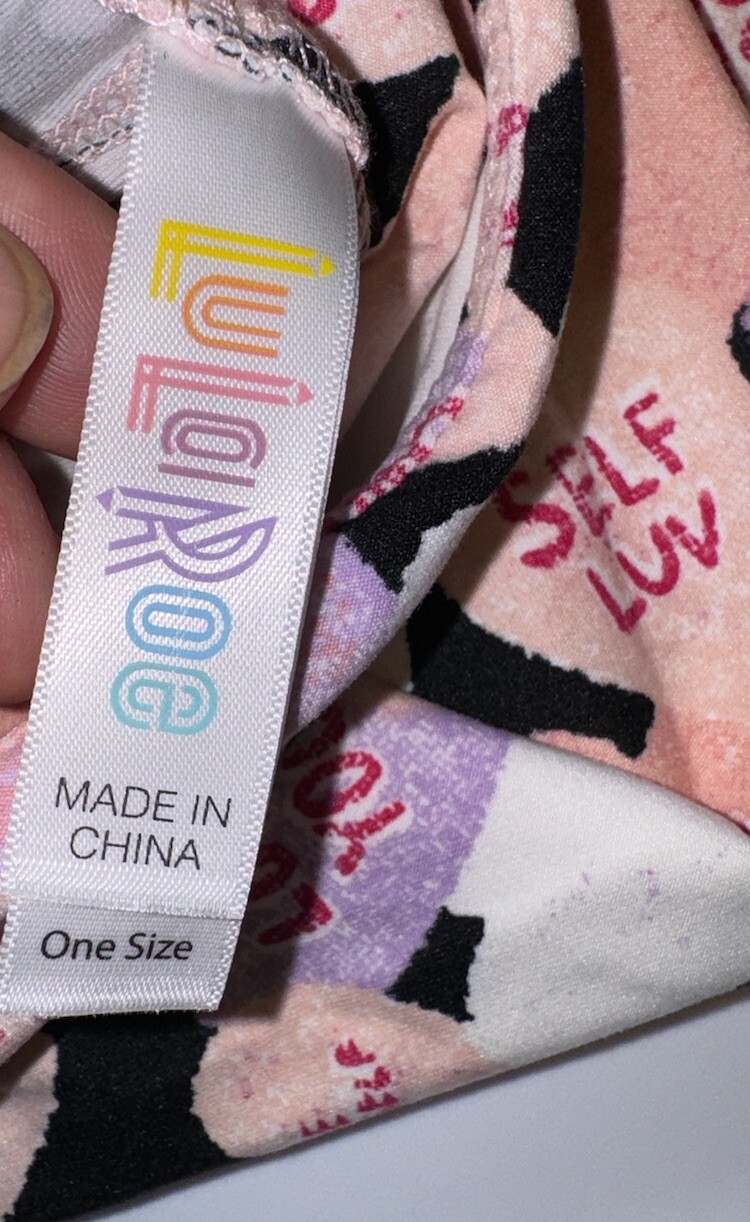 LuLaRoe
MADE IN
CHINA
One Size
SELF
LUV